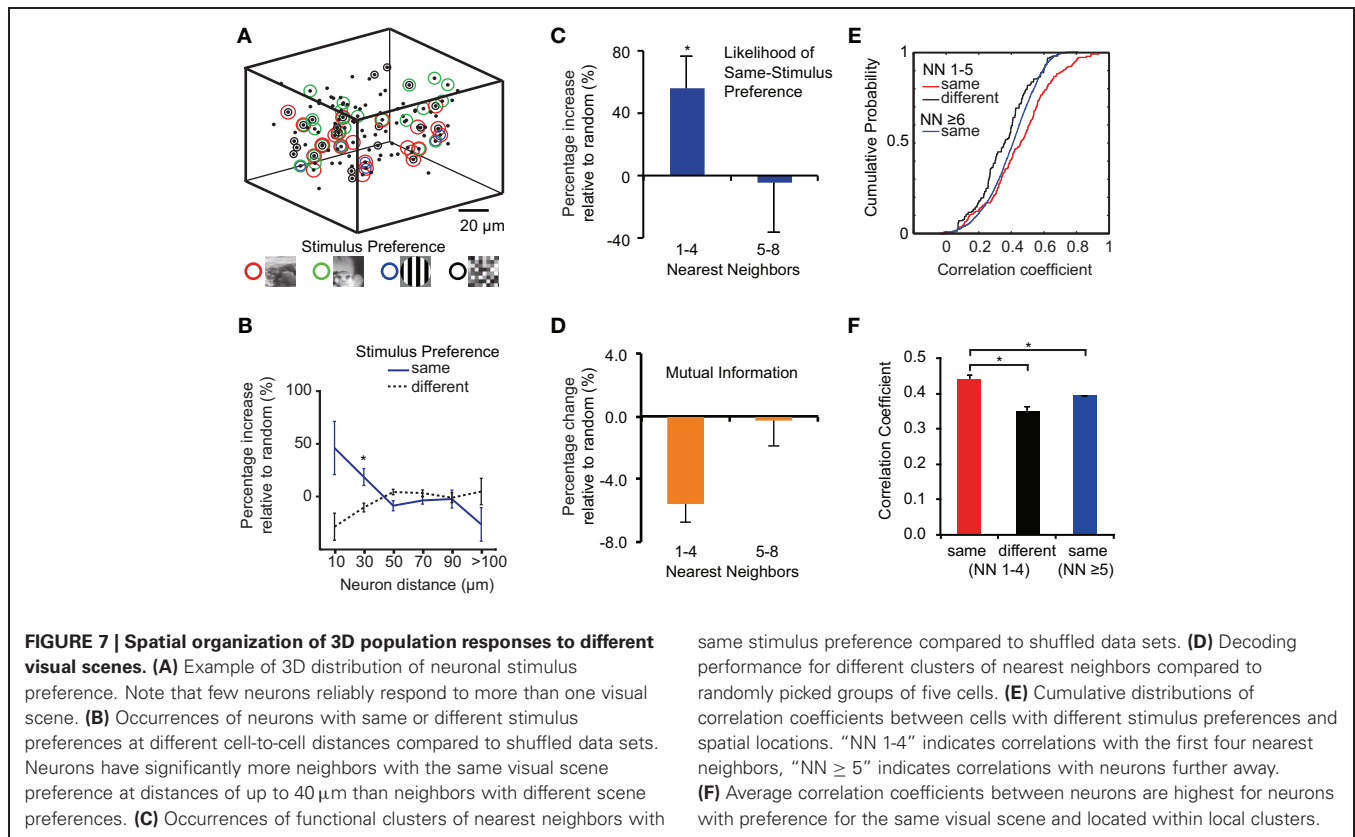 A
20 µm
Stimulus Preference
B
Stimulus Preference
same
different
Percentage increase
relative to random (%)
100
50
0
10
30
50
70
90
>100
Neuron distance (µm)
C
Likelihood of
Same-Stimulus
Preference
*
Percentage increase
relative to random (%)
80
40
0
-40
1-4
5-8
Nearest Neighbors
D
Mutual Information
Percentage change
relative to random (%)
4.0
0.0
-4.0
-8.0
1-4
5-8
Nearest Neighbors
E
NN 1-5
same
different
NN ≥6
same
Cumulative Probability
1
0.5
0
0 0.2 0.4 0.6 0.8 1
Correlation coefficient
F
*
*
Correlation Coefficient
0.5
0.4
0.3
0.2
0.1
0.0
same different same
(NN 1-4) (NN ≥5)
FIGURE 7 | Spatial organization of 3D population responses to different
visual scenes. (A) Example of 3D distribution of neuronal stimulus
preference. Note that few neurons reliably respond to more than one visual
scene. (B) Occurrences of neurons with same or different stimulus
preferences at different cell-to-cell distances compared to shuffled data sets.
Neurons have significantly more neighbors with the same visual scene
preference at distances of up to 40 µm than neighbors with different scene
preferences. (C) Occurrences of functional clusters of nearest neighbors with
same stimulus preference compared to shuffled data sets. (D) Decoding
performance for different clusters of nearest neighbors compared to
randomly picked groups of five cells. (E) Cumulative distributions of
correlation coefficients between cells with different stimulus preferences and
spatial locations. “NN 1-4” indicates correlations with the first four nearest
neighbors, “NN ≥ 5” indicates correlations with neurons further away.
(F) Average correlation coefficients between neurons are highest for neurons
with preference for the same visual scene and located within local clusters.